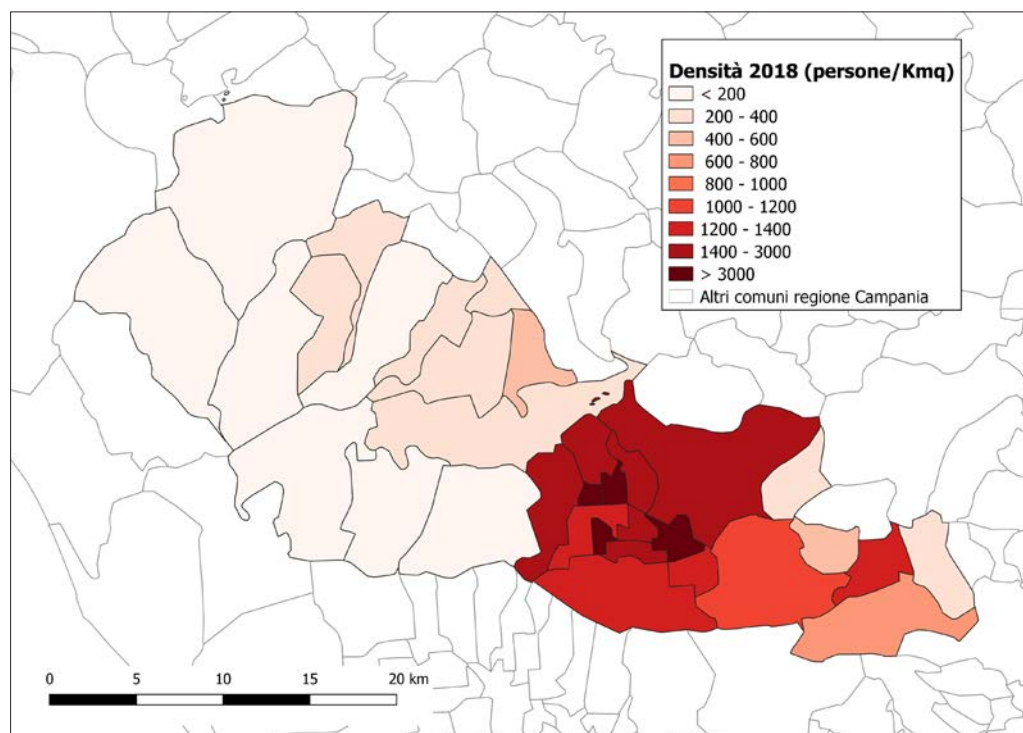 Densità 2018 (persone/Kmq)
< 200
200 - 400
400 - 600
600 - 800
800 - 1000
1000 - 1200
1200 - 1400
1400 - 3000
> 3000
Altri comuni regione Campania
0 5 10 15 20 km